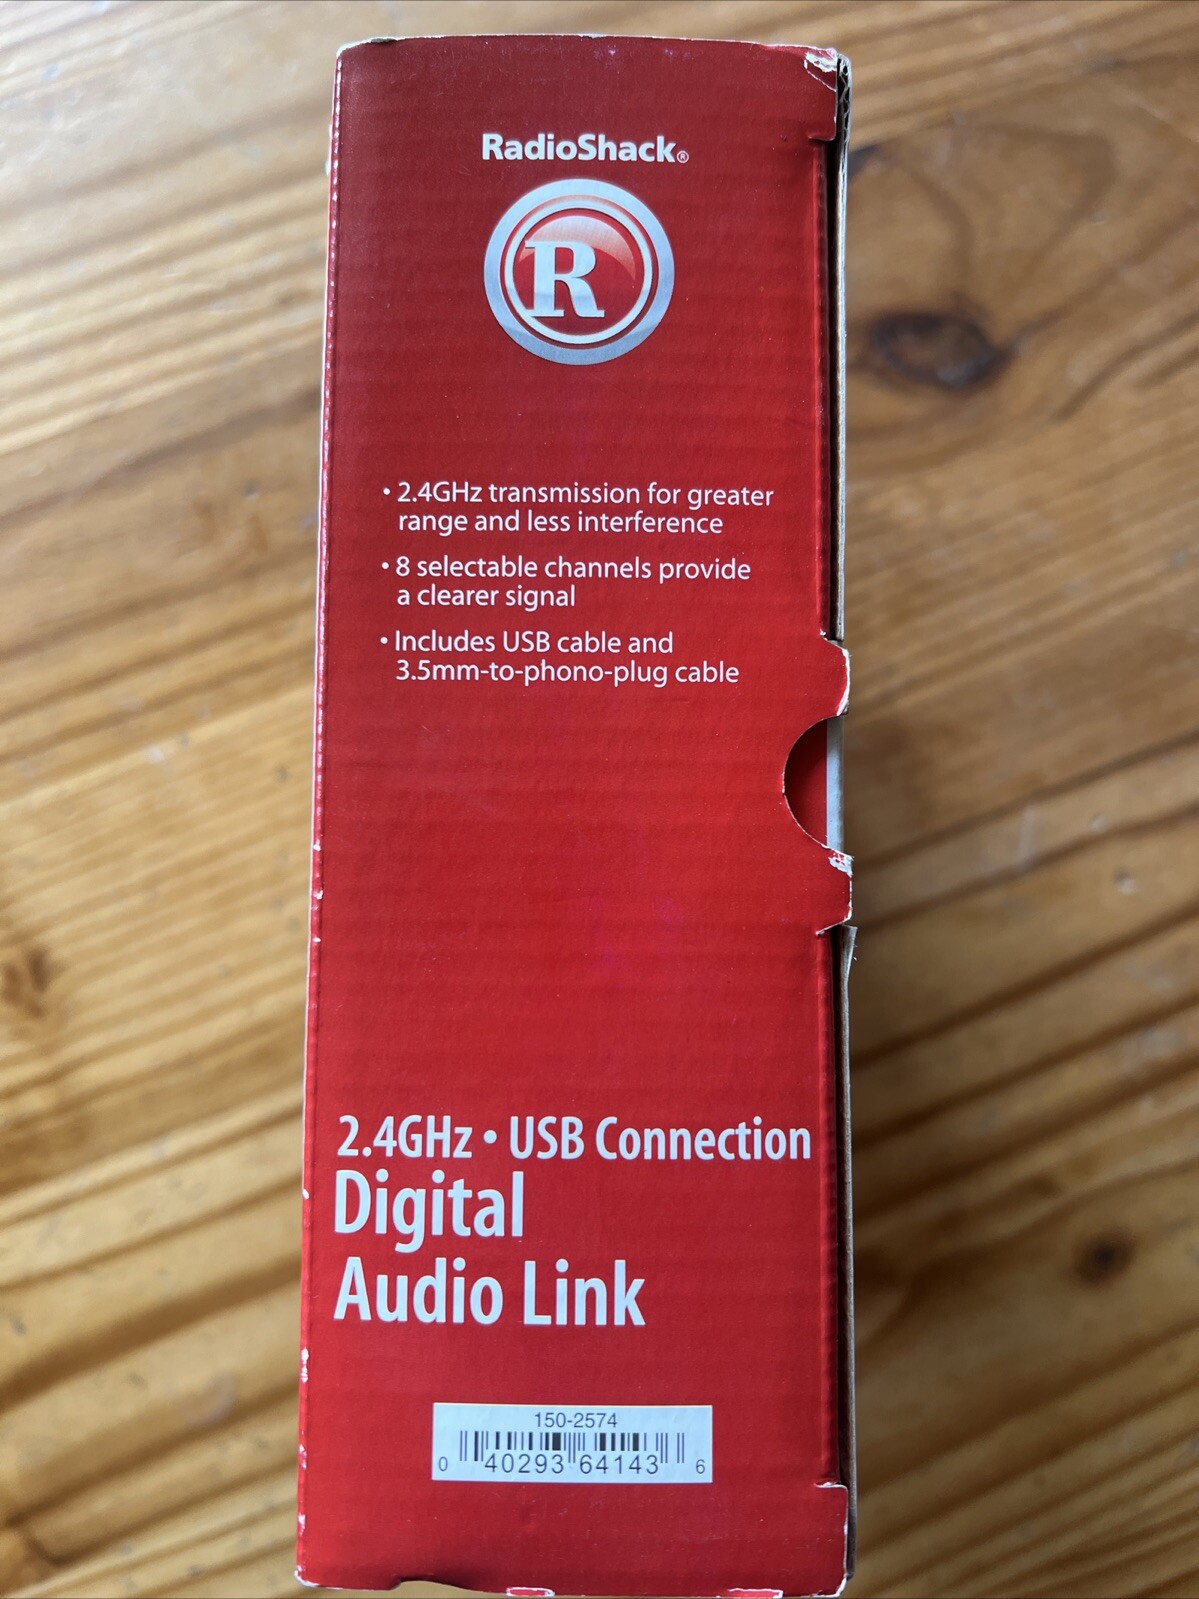 RadioShack®
R
• 2.4GHz transmission for greater
range and less interference
• 8 selectable channels provide
a clearer signal
• Includes USB cable and
3.5mm-to-phono-plug cable
2.4GHz • USB Connection
Digital
Audio Link
150-2574
0 40293 64143 6